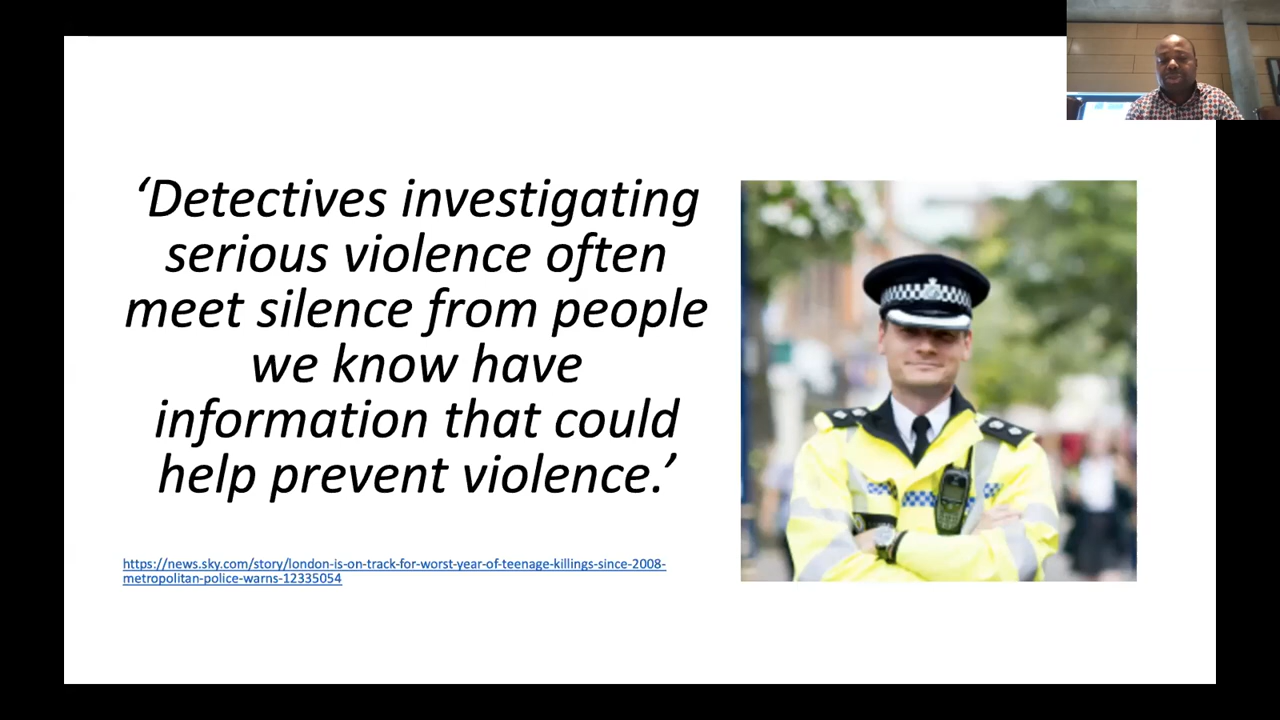 ‘Detectives investigating
serious violence often
meet silence from people
we know have
information that could
help prevent violence.’
https://news.sky.com/story/london-is-on-track-for-worst-year-of-teenage-killings-since-2008-
metropolitan-police-warns-12335054